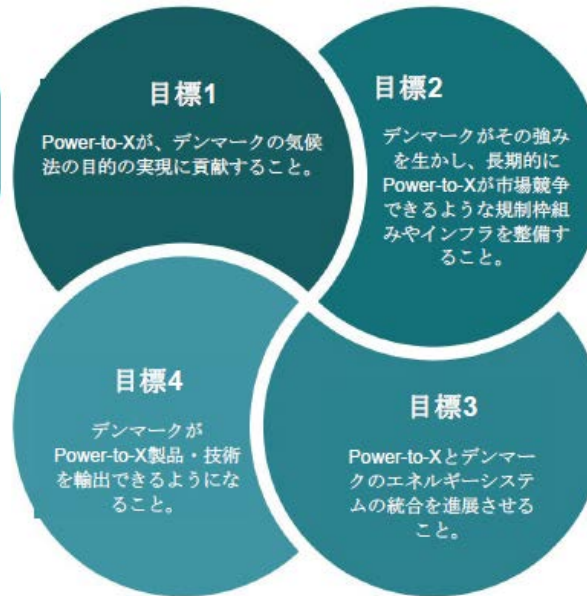 目標1
Power-to-Xが、デンマークの気候
法の目的の実現に貢献すること。
目標2
デンマークがその強み
を生かし、長期的に
Power-to-Xが市場競争
できるような規制枠組
みやインフラを整備す
ること。
目標3
Power-to-Xとデンマー
クのエネルギーシステ
ムの統合を進展させる
こと。
目標4
デンマークが
Power-to-X製品・技術
を輸出できるようにな
ること。